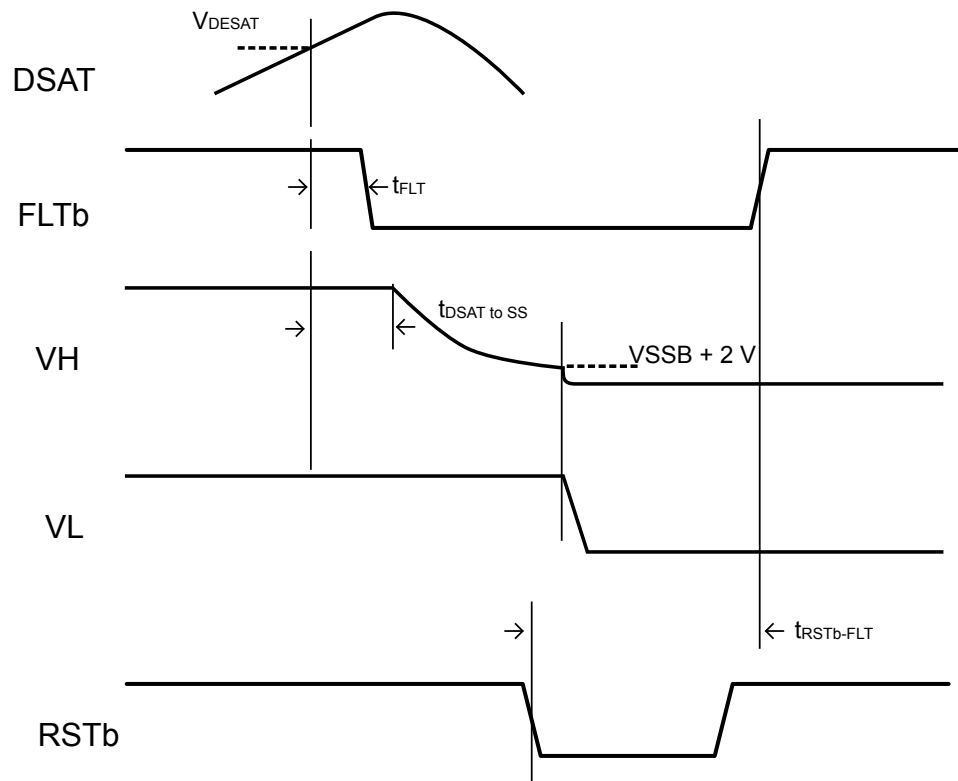 VDESAT
DSAT
tFLT
FLTb
tDSAT to SS
VSSB + 2 V
VH
VL
tRSTb-FLT
RSTb